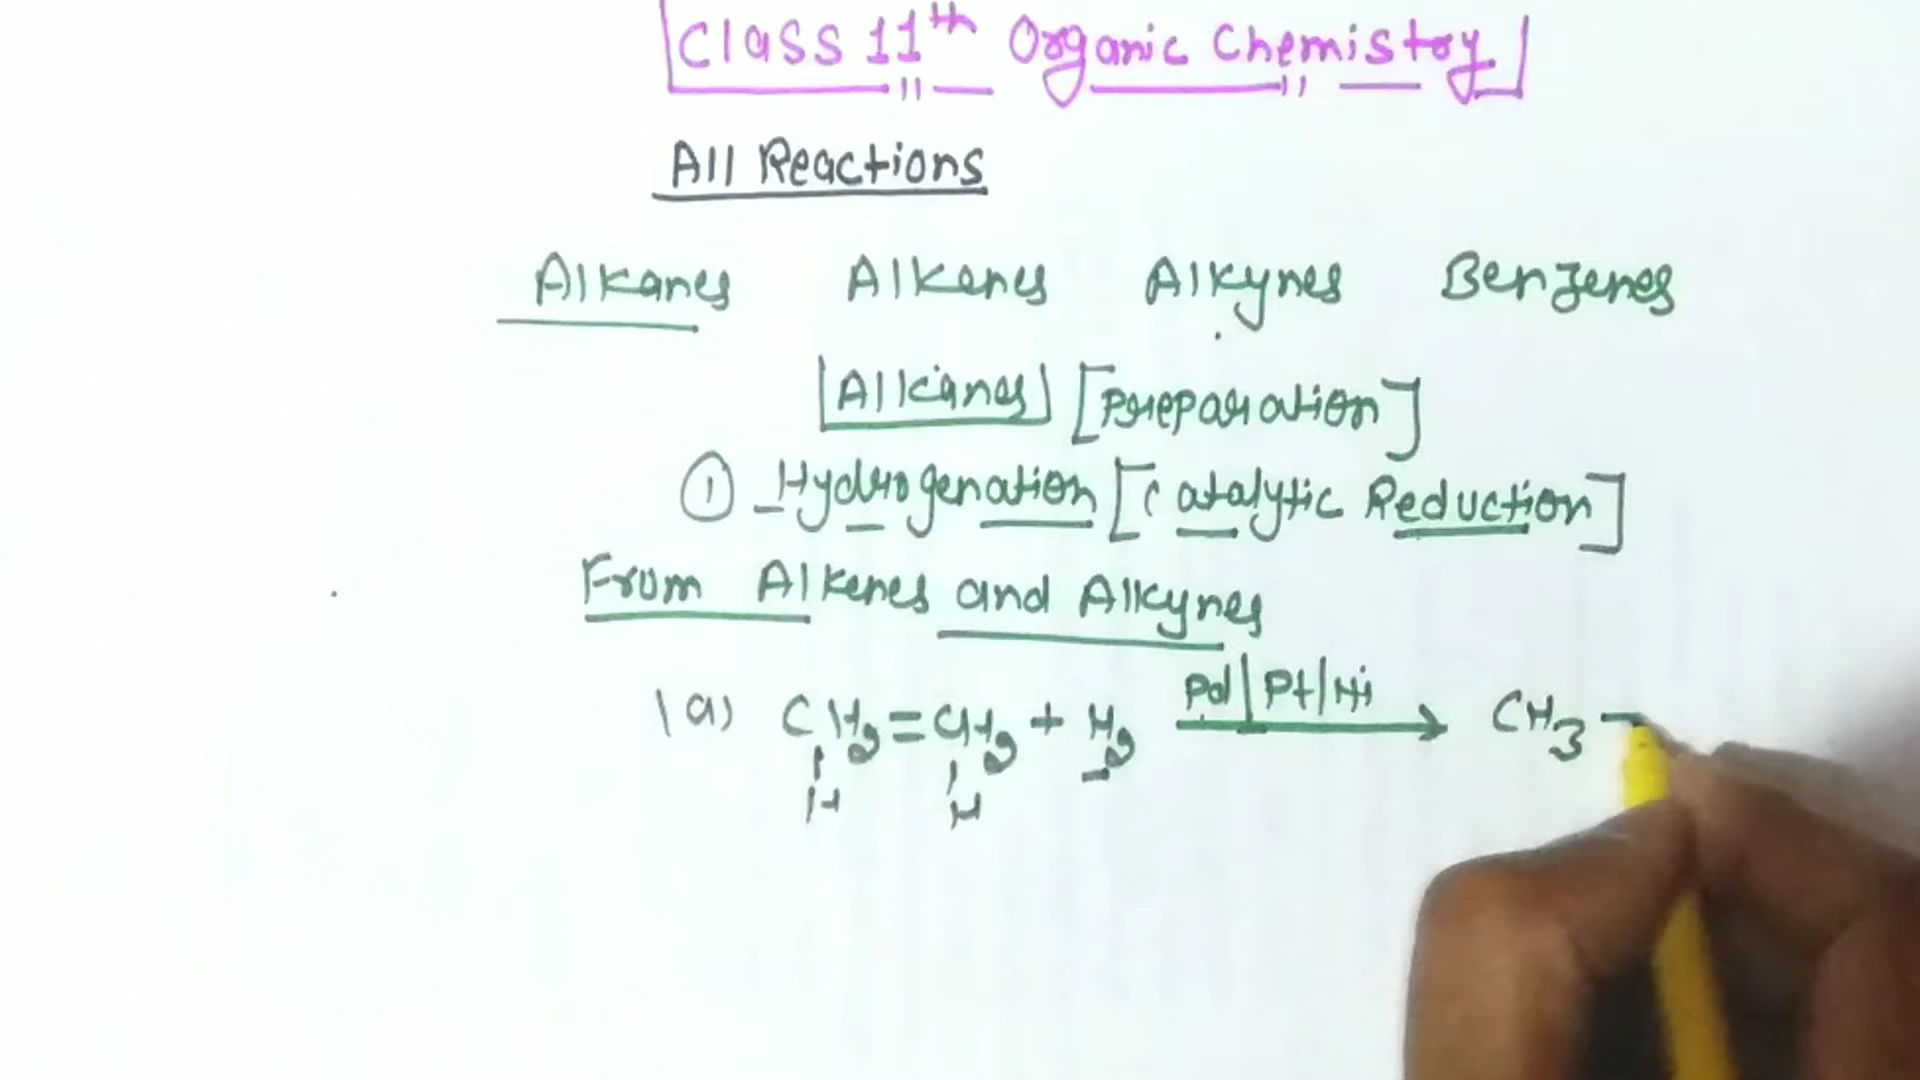 Class 11th Organic Chemistry
All Reactions
Alkanes Alkenes Alkynes Benzenes
Alkanes [Preparation]
① Hydrogenation [Catalytic Reduction]
From Alkenes and Alkynes
(a) CH2=CH2 + H2 Pd|Pt|Ni → CH3 -
H H